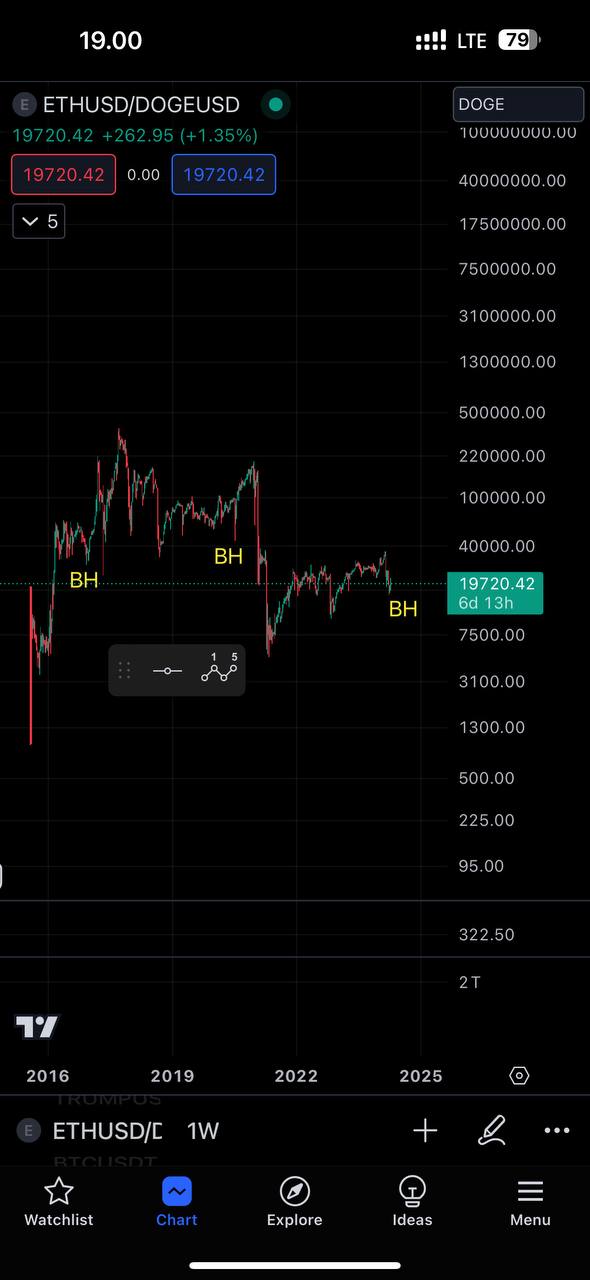 19.00 LTE 79
E ETHUSD/DOGEUSD DOGE
19720.42 +262.95 (+1.35%)
19720.42 0.00 19720.42
5
100000000.00
40000000.00
17500000.00
7500000.00
3100000.00
1300000.00
500000.00
220000.00
100000.00
40000.00
BH
BH
19720.42
6d 13h
BH
7500.00
1 5
3100.00
1300.00
500.00
225.00
95.00
322.50
2T
2016 2019 2022 2025
TRUMPUS
E ETHUSD/D 1W
BTCUSDT
Watchlist Chart Explore Ideas Menu